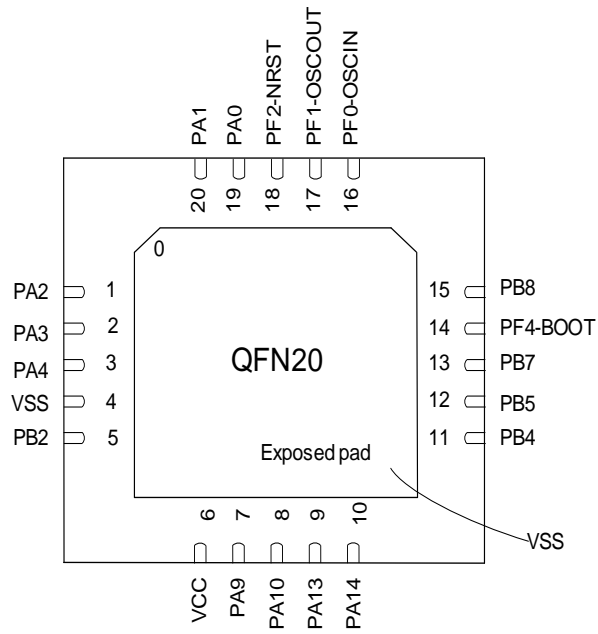 PA1
PA0
PF2-NRST
PF1-OSCOUT
PF0-OSCIN
20
19
18
17
16
0
PA2 1
PA3 2
PA4 3
VSS 4
PB2 5
15 PB8
14 PF4-BOOT
13 PB7
12 PB5
11 PB4
QFN20
Exposed pad
VSS
6
7
8
9
10
VCC
PA9
PA10
PA13
PA14